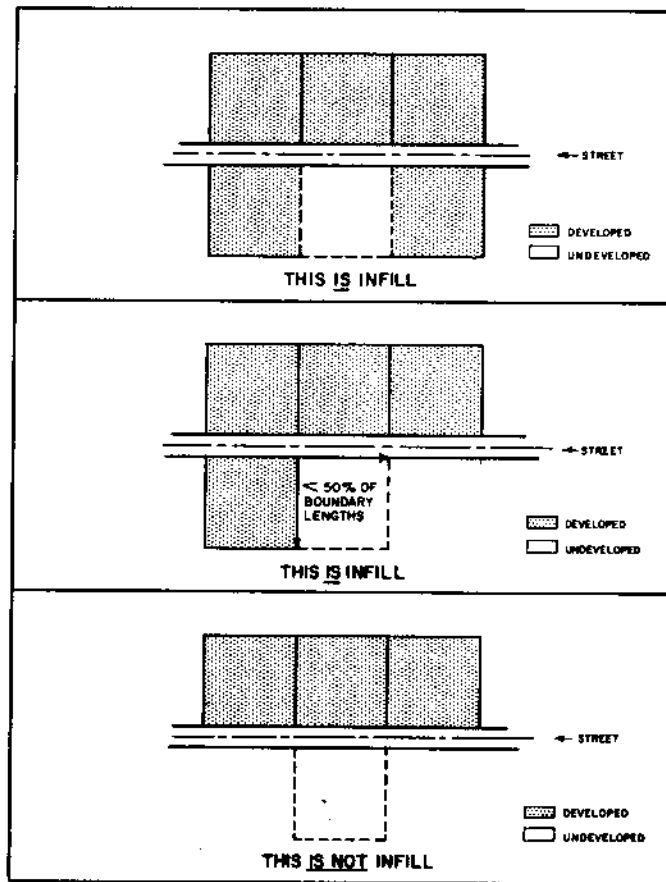 STREET
DEVELOPED
UNDEVELOPED
THIS IS INFILL
STREET
< 50% OF
BOUNDARY
LENGTHS
DEVELOPED
UNDEVELOPED
THIS IS INFILL
STREET
DEVELOPED
UNDEVELOPED
THIS IS NOT INFILL